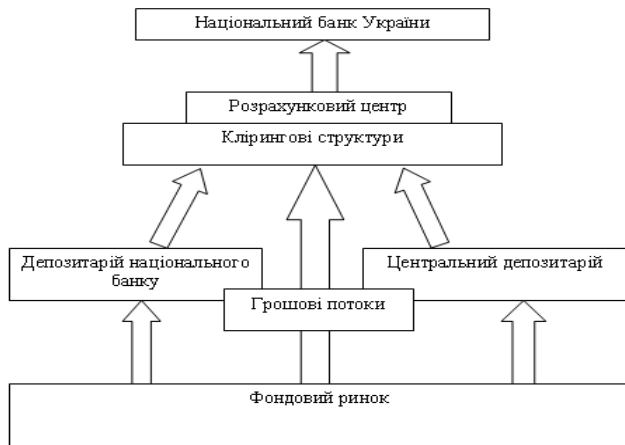 Національний банк України
Розрахунковий центр
Клірингові структури
Депозитарій національного
банку
Центральний депозитарій
Грошові потоки
Фондовий ринок